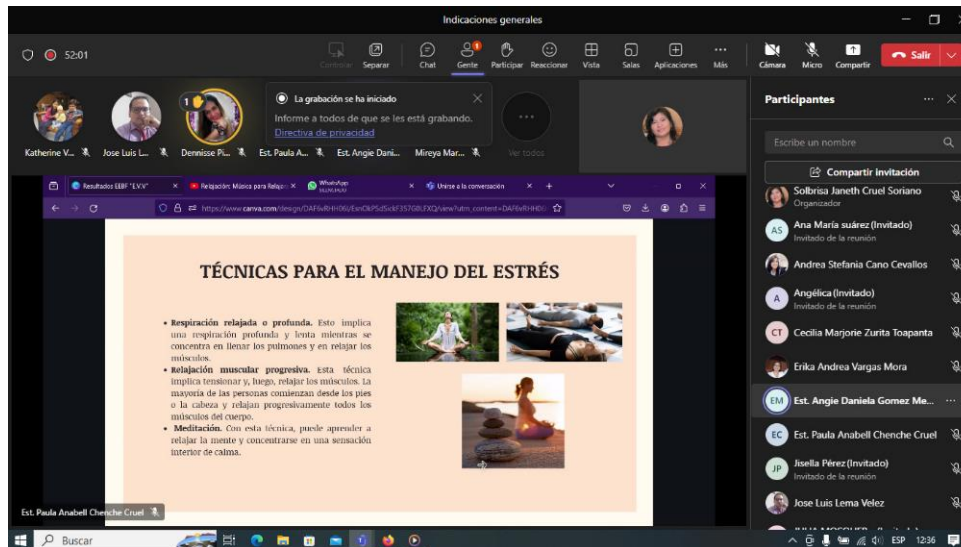 Indicaciones generales
52:01
Controlar
Separar
Chat
Gente
Participar
Reaccionar
Vista
Salas
Aplicaciones
Más
Cámara
Micro
Compartir
Salir
1
La grabación se ha iniciado
Informe a todos de que se les está grabando.
Directiva de privacidad
Katherine V...
Jose Luis L...
Dennisse Pi...
Est. Paula A...
Est. Angie Dani...
Mireya Mar...
Ver todos
Participantes
Escribe un nombre
Compartir invitación
Solbrisa Janeth Cruel Soriano
Organizador
AS
Ana María suárez (Invitado)
Invitado de la reunión
Andrea Stefania Cano Cevallos
A
Angélica (Invitado)
Invitado de la reunión
CT
Cecilia Marjorie Zurita Toapanta
Erika Andrea Vargas Mora
EM
Est. Angie Daniela Gomez Me...
EC
Est. Paula Anabell Chenche Cruel
JP
Jisella Pérez (Invitado)
Invitado de la reunión
Jose Luis Lema Velez
Resultados EEBF "E.V.V"
Relajación: Música para Relajar
WhatsApp
Unirse a la conversación
TÉCNICAS PARA EL MANEJO DEL ESTRÉS
• Respiración relajada o profunda. Esto implica
una respiración profunda y lenta mientras se
concentra en llenar los pulmones y en relajar los
músculos.
• Relajación muscular progresiva. Esta técnica
implica tensionar y, luego, relajar los músculos. La
mayoría de las personas comienzan desde los pies
o la cabeza y relajan progresivamente todos los
músculos del cuerpo.
• Meditación. Con esta técnica, puede aprender a
relajar la mente y concentrarse en una sensación
interior de calma.
Est. Paula Anabell Chenche Cruel
Buscar
ESP
12:36